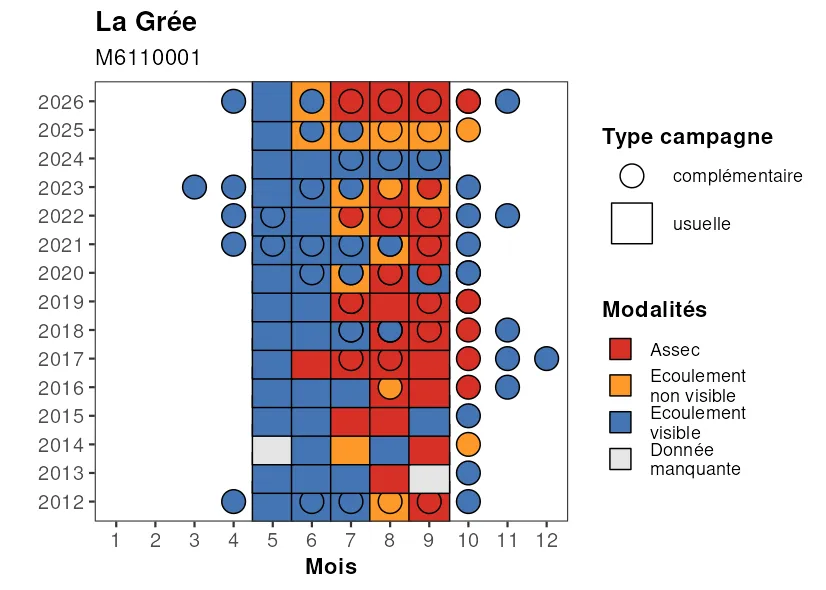 La Grée
M6110001
2026
2025
2024
2023
2022
2021
2020
2019
2018
2017
2016
2015
2014
2013
2012
1 2 3 4 5 6 7 8 9 10 11 12
Mois
Type campagne
complémentaire
usuelle
Modalités
Assec
Ecoulement
non visible
Ecoulement
visible
Donnée
manquante